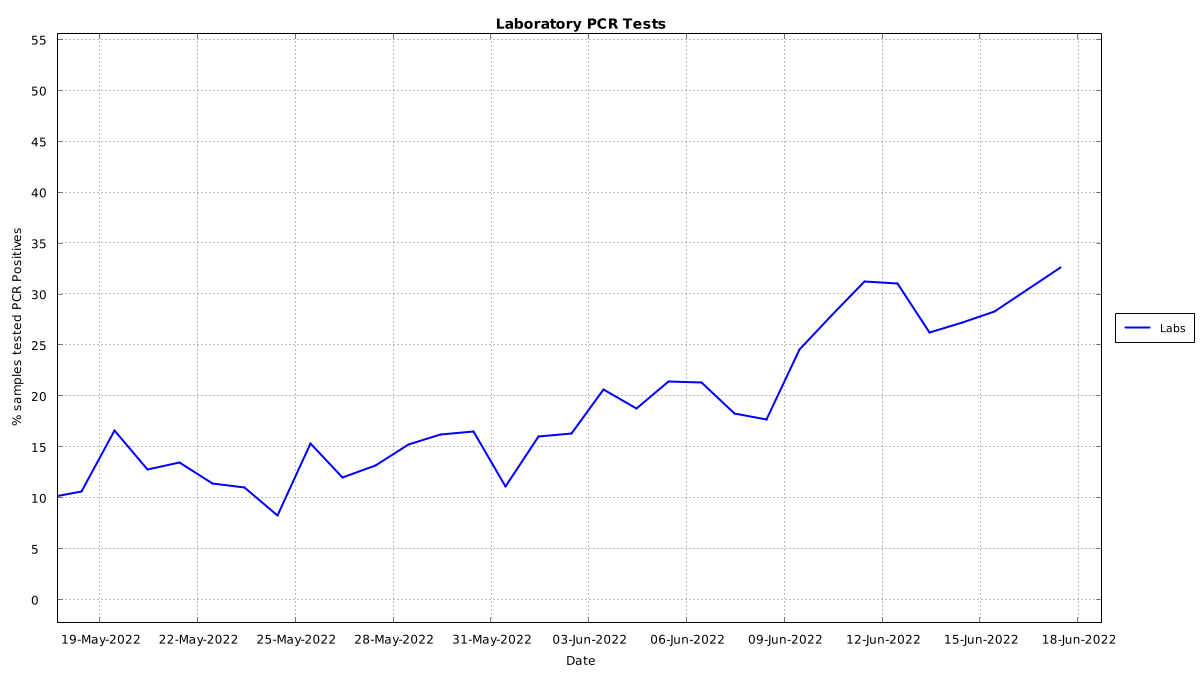 Laboratory PCR Tests
55
50
45
40
35
30
25
20
15
10
5
0
% samples tested PCR Positives
19-May-2022 22-May-2022 25-May-2022 28-May-2022 31-May-2022 03-Jun-2022 06-Jun-2022 09-Jun-2022 12-Jun-2022 15-Jun-2022 18-Jun-2022
Date
Labs